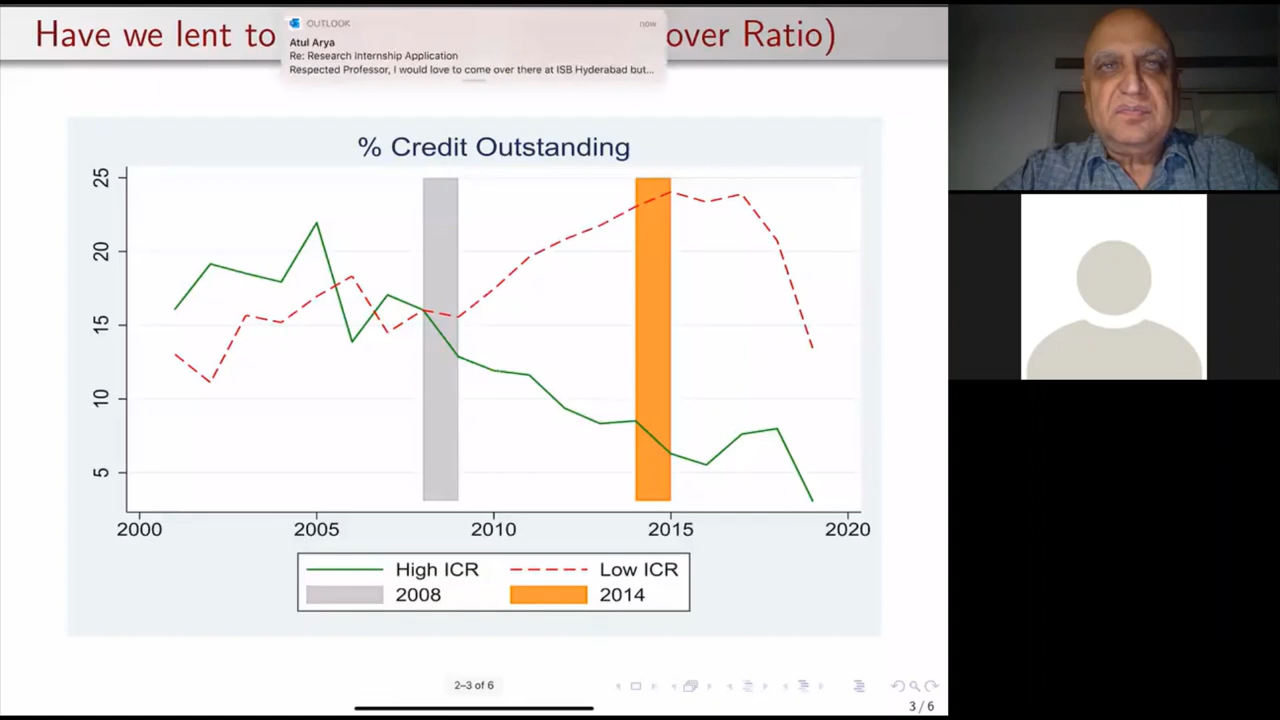 Have we lent to
over Ratio)
OUTLOOK
now
Atul Arya
Re: Research Internship Application
Respected Professor, I would love to come over there at ISB Hyderabad but...
% Credit Outstanding
25
20
15
10
5
2000 2005 2010 2015 2020
High ICR Low ICR
2008 2014
2–3 of 6
3 / 6